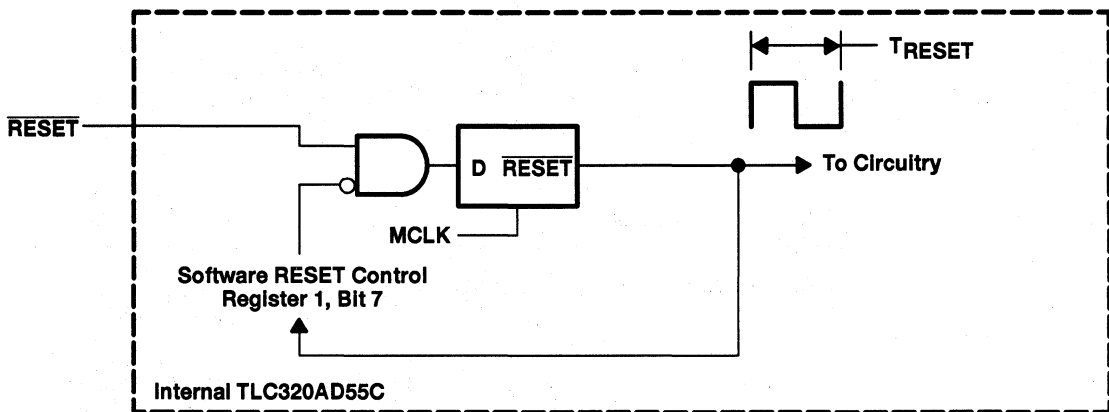 TRESET
RESET
D RESET
To Circuitry
MCLK
Software RESET Control
Register 1, Bit 7
Internal TLC320AD55C